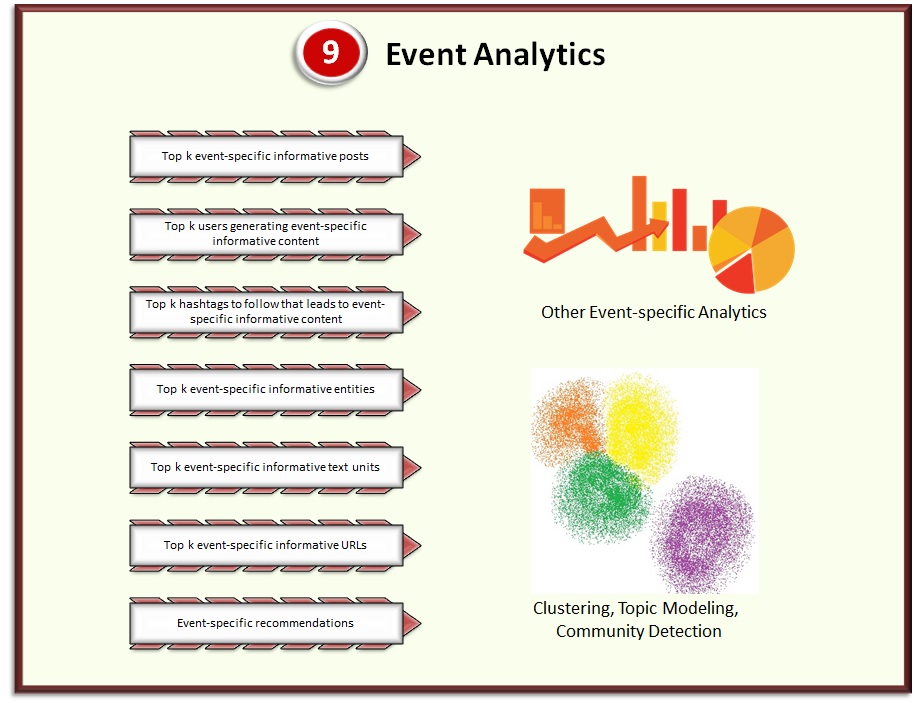 9
Event Analytics
Top k event-specific informative posts
Top k users generating event-specific
informative content
Top k hashtags to follow that leads to event-
specific informative content
Top k event-specific informative entities
Top k event-specific informative text units
Top k event-specific informative URLs
Event-specific recommendations
Other Event-specific Analytics
Clustering, Topic Modeling,
Community Detection